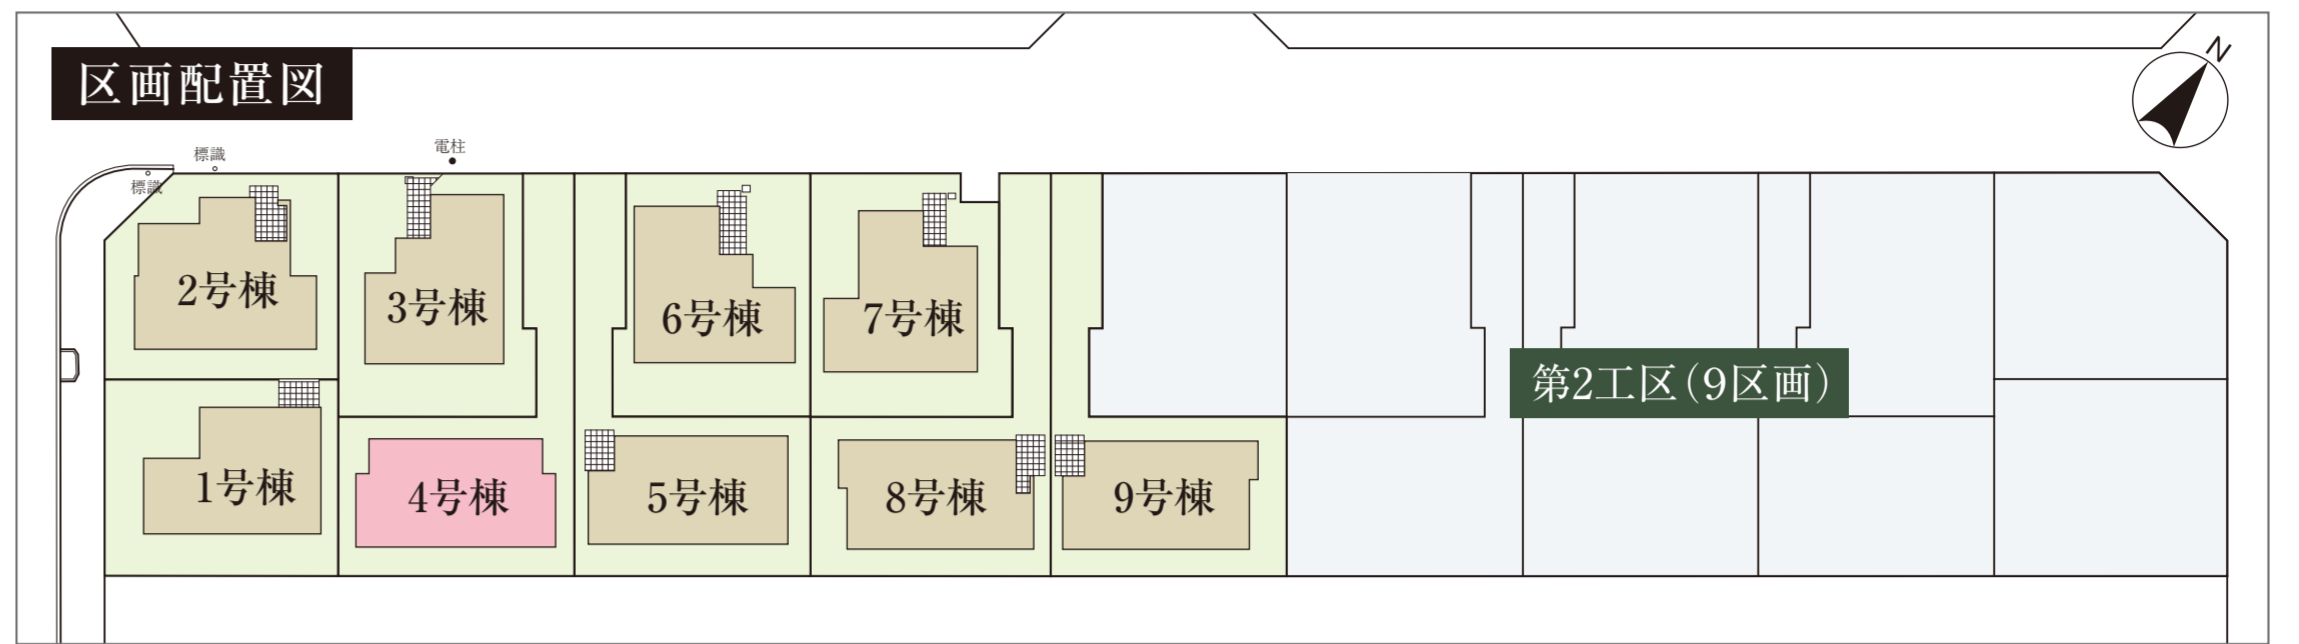 区画配置図
N
電柱
標識
標識
2号棟
3号棟
6号棟
7号棟
第2工区(9区画)
1号棟
4号棟
5号棟
8号棟
9号棟